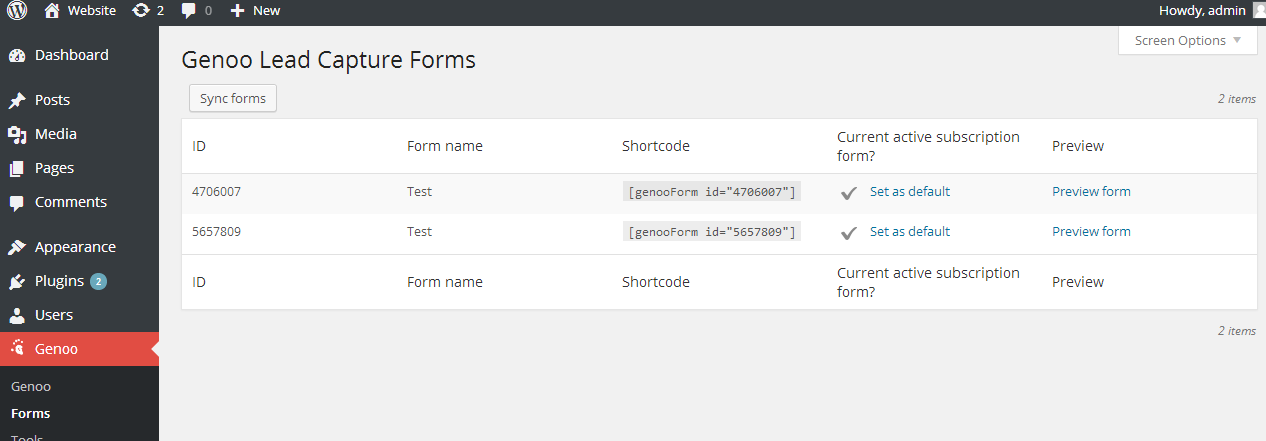 Website 2 0 New Howdy, admin
Screen Options
Dashboard
Posts
Media
Pages
Comments
Appearance
Plugins 2
Users
Genoo
Genoo
Forms
Tools
Genoo Lead Capture Forms
Sync forms
2 items
ID Form name Shortcode Current active subscription form? Preview
4706007 Test [genooForm id="4706007"] Set as default Preview form
5657809 Test [genooForm id="5657809"] Set as default Preview form
ID Form name Shortcode Current active subscription form? Preview
2 items